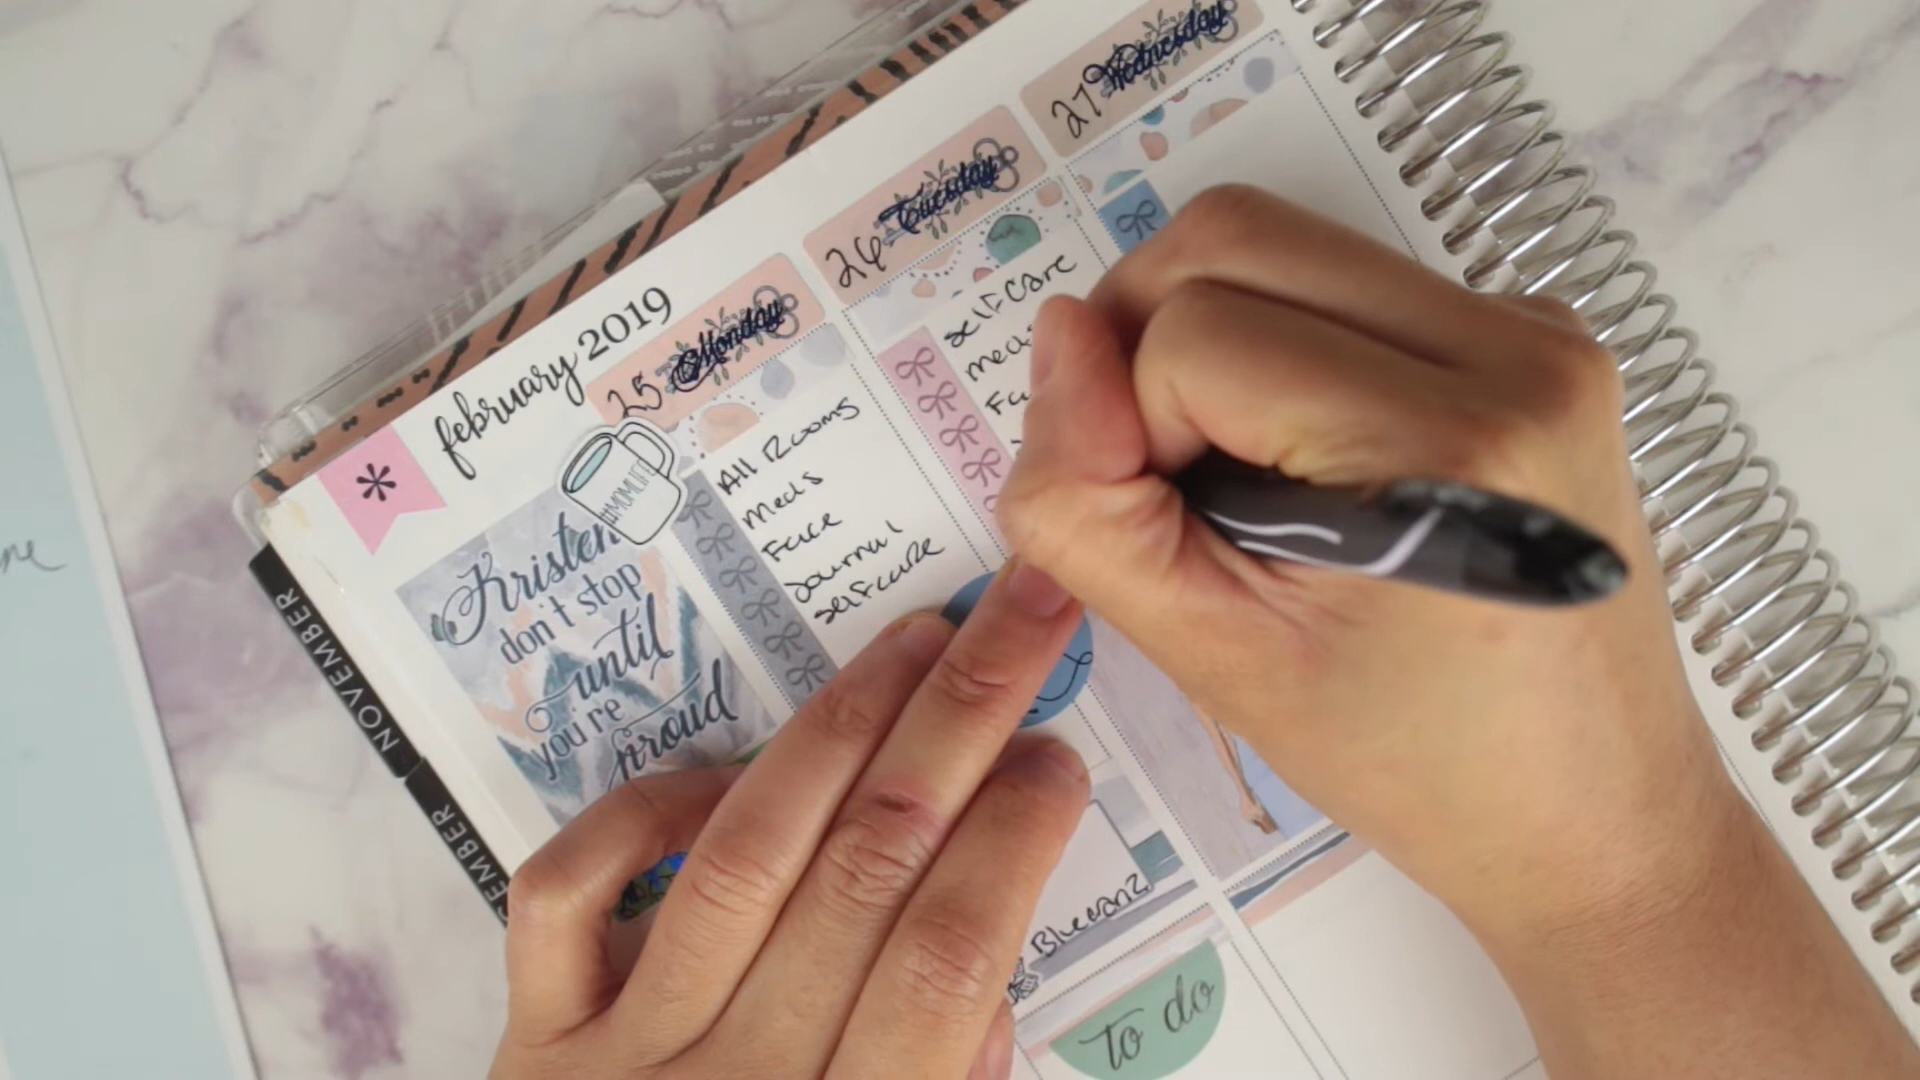 february 2019
25 Monday
26 Tuesday
27 Wednesday
*
#MOMLIFE
Kristen
don't stop
until
you're
proud
All Rooms
Meds
Face
Journal
selfcare
selfcare
meds
NOVEMBER
to do